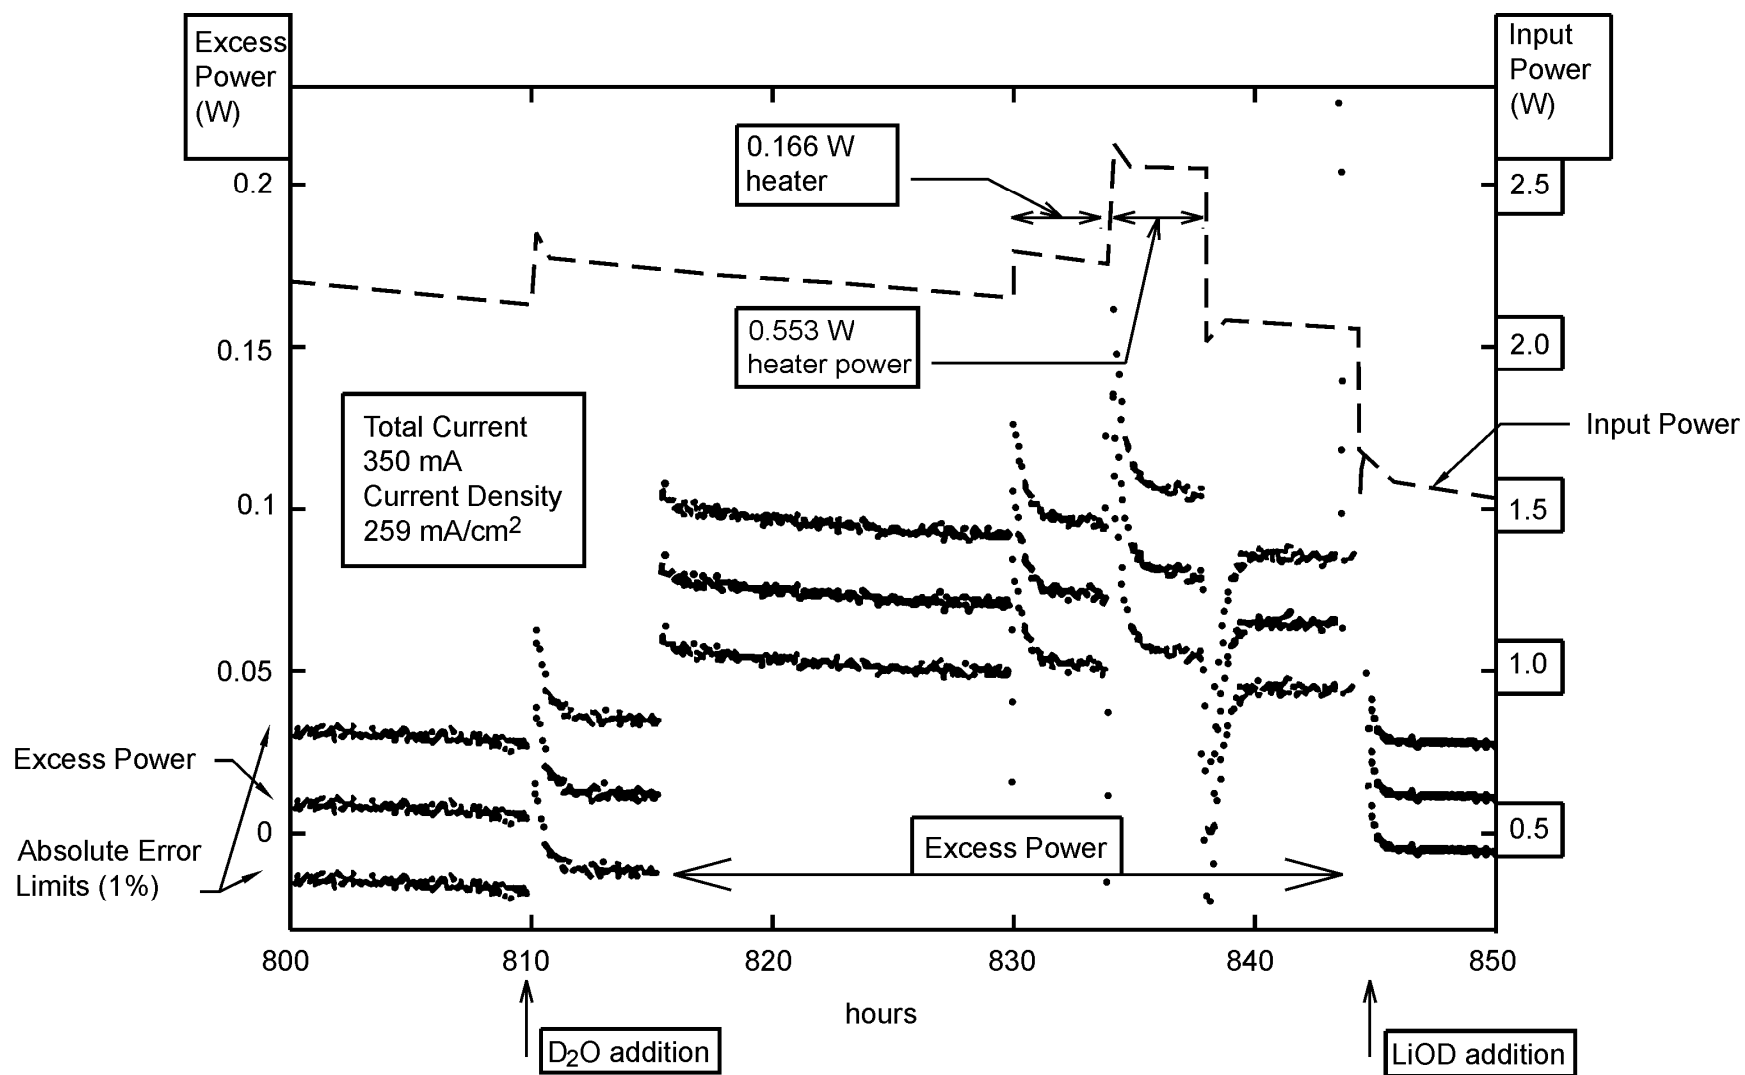 Excess
Power
(W)
Input
Power
(W)
0.166 W
heater
0.2
2.5
0.553 W
heater power
0.15
2.0
Total Current
350 mA
Current Density
259 mA/cm2
Input Power
0.1
1.5
0.05
1.0
Excess Power
0
0.5
Absolute Error
Limits (1%)
Excess Power
800
810
820
830
840
850
hours
D2O addition
LiOD addition